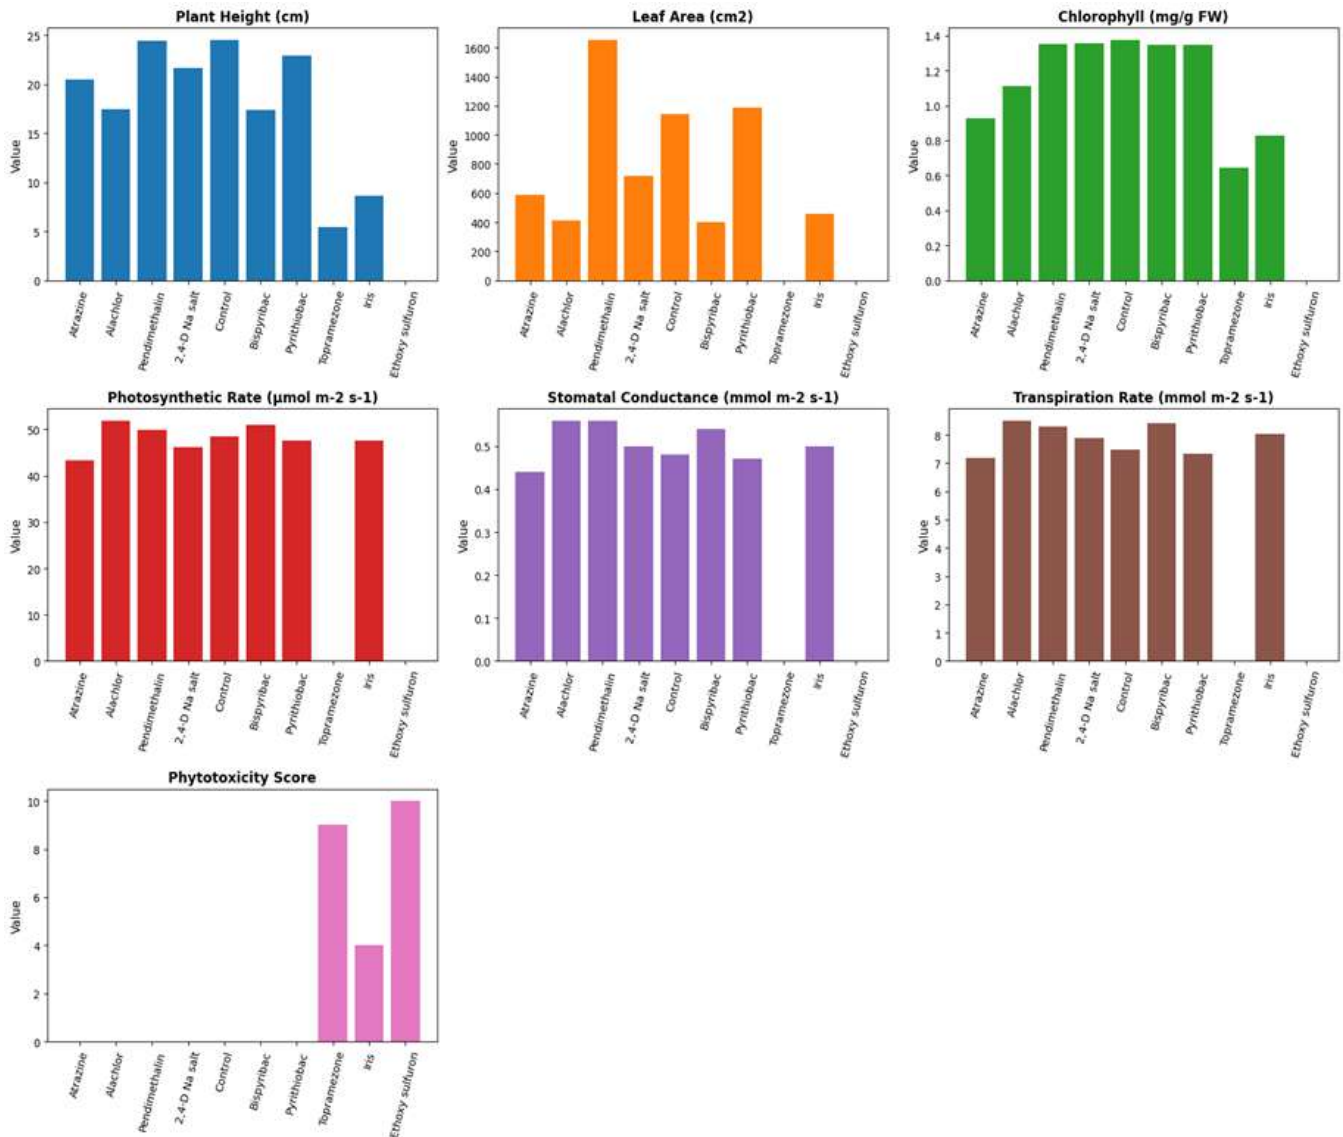 Plant Height (cm)
Value
25
20
15
10
5
0
Atrazine
Alachlor
Pendimethalin
2,4-D Na salt
Control
Bispyribac
Pyrithiobac
Topramezone
Iris
Ethoxy sulfuron
Leaf Area (cm2)
Value
1600
1400
1200
1000
800
600
400
200
0
Atrazine
Alachlor
Pendimethalin
2,4-D Na salt
Control
Bispyribac
Pyrithiobac
Topramezone
Iris
Ethoxy sulfuron
Chlorophyll (mg/g FW)
Value
1.4
1.2
1.0
0.8
0.6
0.4
0.2
0.0
Atrazine
Alachlor
Pendimethalin
2,4-D Na salt
Control
Bispyribac
Pyrithiobac
Topramezone
Iris
Ethoxy sulfuron
Photosynthetic Rate (μmol m-2 s-1)
Value
50
40
30
20
10
0
Atrazine
Alachlor
Pendimethalin
2,4-D Na salt
Control
Bispyribac
Pyrithiobac
Topramezone
Iris
Ethoxy sulfuron
Stomatal Conductance (mmol m-2 s-1)
Value
0.5
0.4
0.3
0.2
0.1
0.0
Atrazine
Alachlor
Pendimethalin
2,4-D Na salt
Control
Bispyribac
Pyrithiobac
Topramezone
Iris
Ethoxy sulfuron
Transpiration Rate (mmol m-2 s-1)
Value
8
7
6
5
4
3
2
1
0
Atrazine
Alachlor
Pendimethalin
2,4-D Na salt
Control
Bispyribac
Pyrithiobac
Topramezone
Iris
Ethoxy sulfuron
Phytotoxicity Score
Value
10
8
6
4
2
0
Atrazine
Alachlor
Pendimethalin
2,4-D Na salt
Control
Bispyribac
Pyrithiobac
Topramezone
Iris
Ethoxy sulfuron